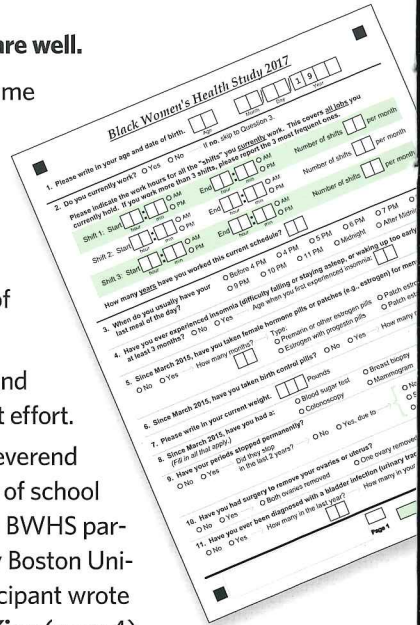 are well.
me
of
nd
t effort.
everend
of school
BWHS par-
y Boston Uni-
cipant wrote
Black Women's Health Study 2017
1. Please write in your age and date of birth.
Age
Month Day Year
1 9
2. Do you currently work? O Yes O No If no, skip to Question 3.
Please indicate the work hours for all the "shifts" you currently work. This covers all jobs you
currently hold. If you work more than 3 shifts, please report the 3 most frequent ones.
Shift 1: Start : O AM O PM End : O AM O PM Number of shifts per month
hour min hour min
Shift 2: Start : O AM O PM End : O AM O PM Number of shifts per month
hour min hour min
Shift 3: Start : O AM O PM End : O AM O PM Number of shifts per month
hour min hour min
How many years have you worked this current schedule?
3. When do you usually have your
last meal of the day?
O Before 4 PM O 4 PM O 5 PM O 6 PM O 7 PM
O 9 PM O 10 PM O 11 PM O Midnight O After Mid
4. Have you ever experienced insomnia (difficulty falling or staying asleep, or waking up too early
at least 3 months? O No O Yes Age when you first experienced insomnia:
5. Since March 2015, have you taken female hormone pills or patches (e.g. estrogen) for men
O No O Yes How many months? Type:
O Premarin or other estrogen pills O Patch
O Estrogen with progestin pills O Patch
6. Since March 2015, have you taken birth control pills? O No O Yes How many
7. Please write in your current weight. Pounds
8. Since March 2015, have you had a:
(Fill in all that apply.)
O Blood sugar test O Breast biopsy
O Colonoscopy O Mammogram
9. Have your periods stopped permanently?
O No O Yes Did they stop
in the last 2 years? O No O Yes, due to
10. Have you had surgery to remove your ovaries or uterus?
O No O Yes O Both ovaries removed O One ovary remov
11. Have you ever been diagnosed with a bladder infection (urinary trac
O No O Yes How many in the last year? How many in your
Page 1